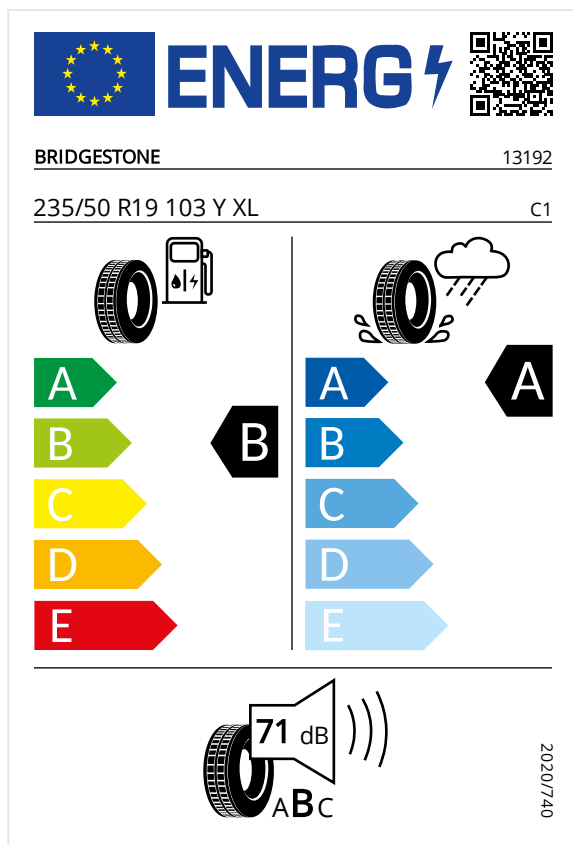 ENERG
BRIDGESTONE 13192
235/50 R19 103 Y XL C1
A A A
B B B
C C
D D
E E
71 dB
ABC
2020/740